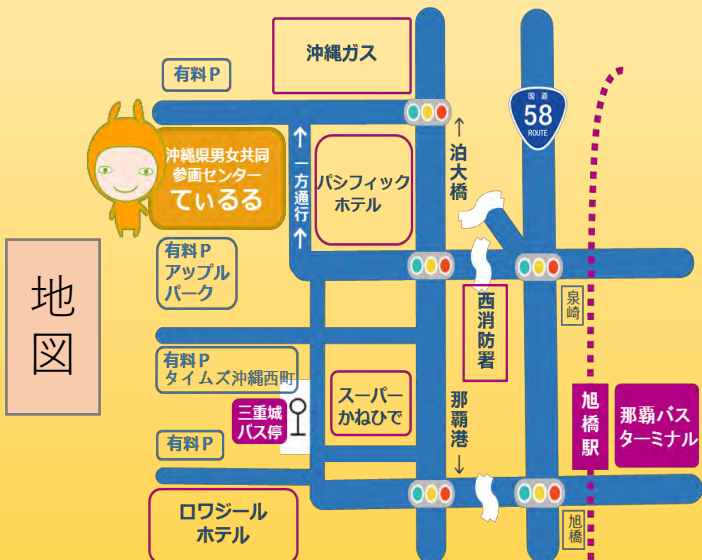 沖縄ガス
有料P
国道
58
ROUTE
沖縄県男女共同
参画センター
てぃるる
↑一方通行↑
パシフィック
ホテル
↑泊大橋
有料P
アップル
パーク
地図
泉崎
西消防署
有料P
タイムズ沖縄西町
三重城
バス停
スーパー
かねひで
那覇港↓
旭橋駅
那覇バス
ターミナル
有料P
ロワジール
ホテル
旭橋